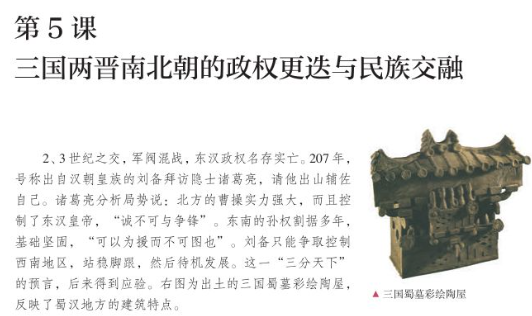 第5课
三国两晋南北朝的政权更迭与民族交融
2、3世纪之交，军阀混战，东汉政权名存实亡。207年，
号称出自汉朝皇族的刘备拜访隐士诸葛亮，请他出山辅佐
自己。诸葛亮分析局势说：北方的曹操实力强大，而且控
制了东汉皇帝，“诚不可与争锋”。东南的孙权割据多年，
基础坚固，“可以为援而不可图也”。刘备只能争取控制
西南地区，站稳脚跟，然后待机发展。这一“三分天下”
的预言，后来得到应验。右图为出土的三国蜀墓彩绘陶屋，
反映了蜀汉地方的建筑特点。
▲ 三国蜀墓彩绘陶屋